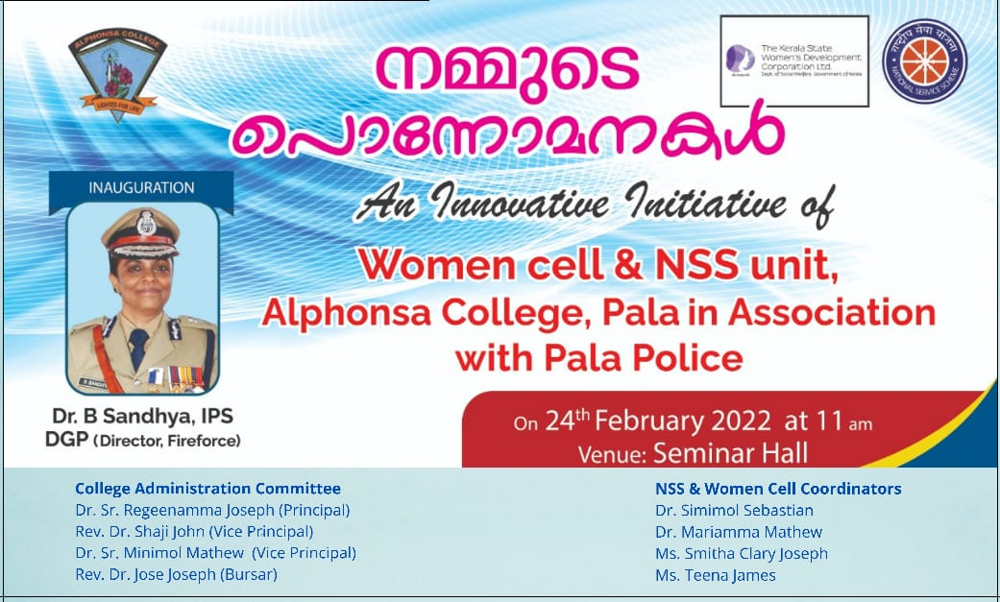 ALPHONSA COLLEGE
LIGHTED FOR LIFE
The Kerala State
Women's Development
Corporation Ltd.
Dept. of Social Welfare, Government of Kerala
राष्ट्रीय सेवा योजना
NATIONAL SERVICE SCHEME
നമ്മുടെ
പൊന്നോമനകൾ
An Innovative Initiative of
Women cell & NSS unit,
Alphonsa College, Pala in Association
with Pala Police
INAUGURATION
B SANDHYA
Dr. B Sandhya, IPS
DGP (Director, Fireforce)
On 24th February 2022 at 11 am
Venue: Seminar Hall
College Administration Committee
Dr. Sr. Regeenamma Joseph (Principal)
Rev. Dr. Shaji John (Vice Principal)
Dr. Sr. Minimol Mathew (Vice Principal)
Rev. Dr. Jose Joseph (Bursar)
NSS & Women Cell Coordinators
Dr. Simimol Sebastian
Dr. Mariamma Mathew
Ms. Smitha Clary Joseph
Ms. Teena James